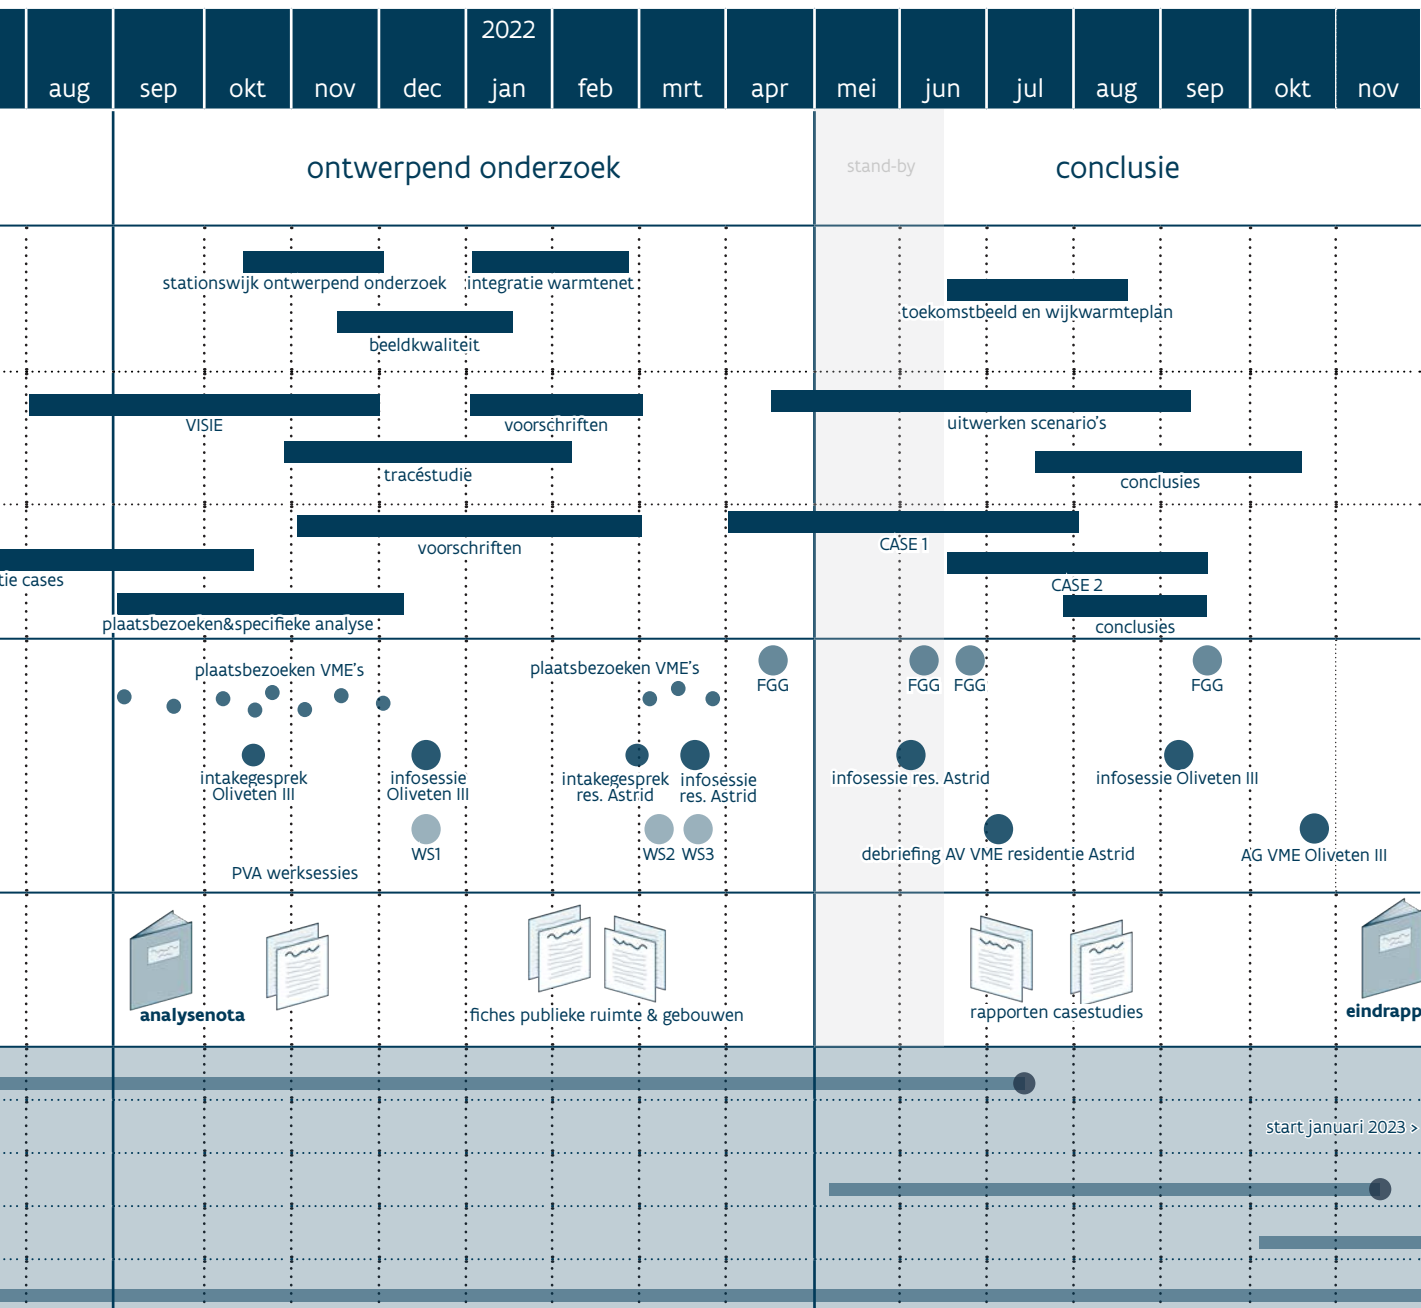 2022
aug sep okt nov dec jan feb mrt apr mei jun jul aug sep okt nov
ontwerpend onderzoek
stand-by
conclusie
stationswijk ontwerpend onderzoek
integratie warmtenet
toekomstbeeld en wijkwarmteplan
beeldkwaliteit
VISIE
voorschriften
uitwerken scenario's
tracéstudie
conclusies
voorschriften
CASE 1
tie cases
CASE 2
plaatsbezoeken&specifieke analyse
conclusies
plaatsbezoeken VME's
plaatsbezoeken VME's
FGG
FGG
FGG
FGG
intakegesprek
Oliveten III
infosessie
Oliveten III
intakegesprek
res. Astrid
infosessie
res. Astrid
infosessie res. Astrid
infosessie Oliveten III
WS1
WS2
WS3
debriefing AV VME residentie Astrid
AG VME Oliveten III
PVA werksessies
analysenota
fiches publieke ruimte & gebouwen
rapporten casestudies
eindrapp
start januari 2023 >